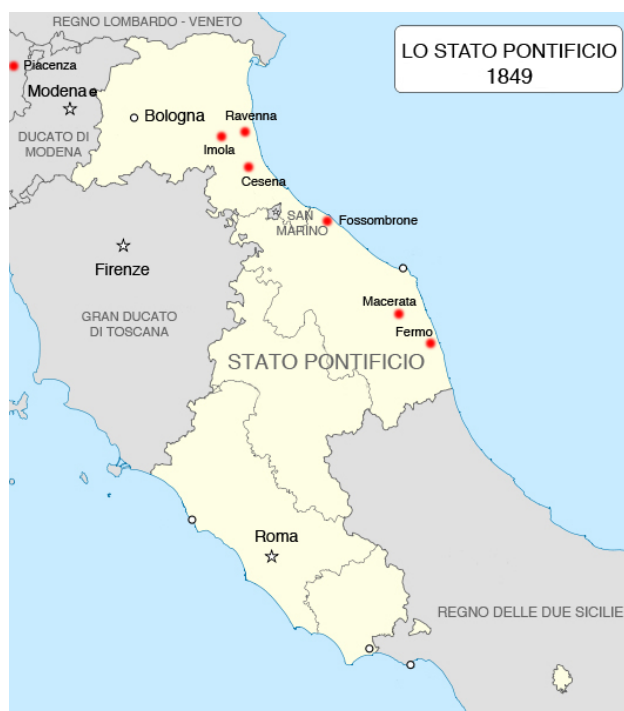 REGNO LOMBARDO - VENETO
LO STATO PONTIFICIO
1849
Piacenza
Modena
Bologna
Ravenna
DUCATO DI
MODENA
Imola
Cesena
SAN
MARINO
Fossombrone
Firenze
Macerata
GRAN DUCATO
DI TOSCANA
Fermo
STATO PONTIFICIO
Roma
REGNO DELLE DUE SICILIE